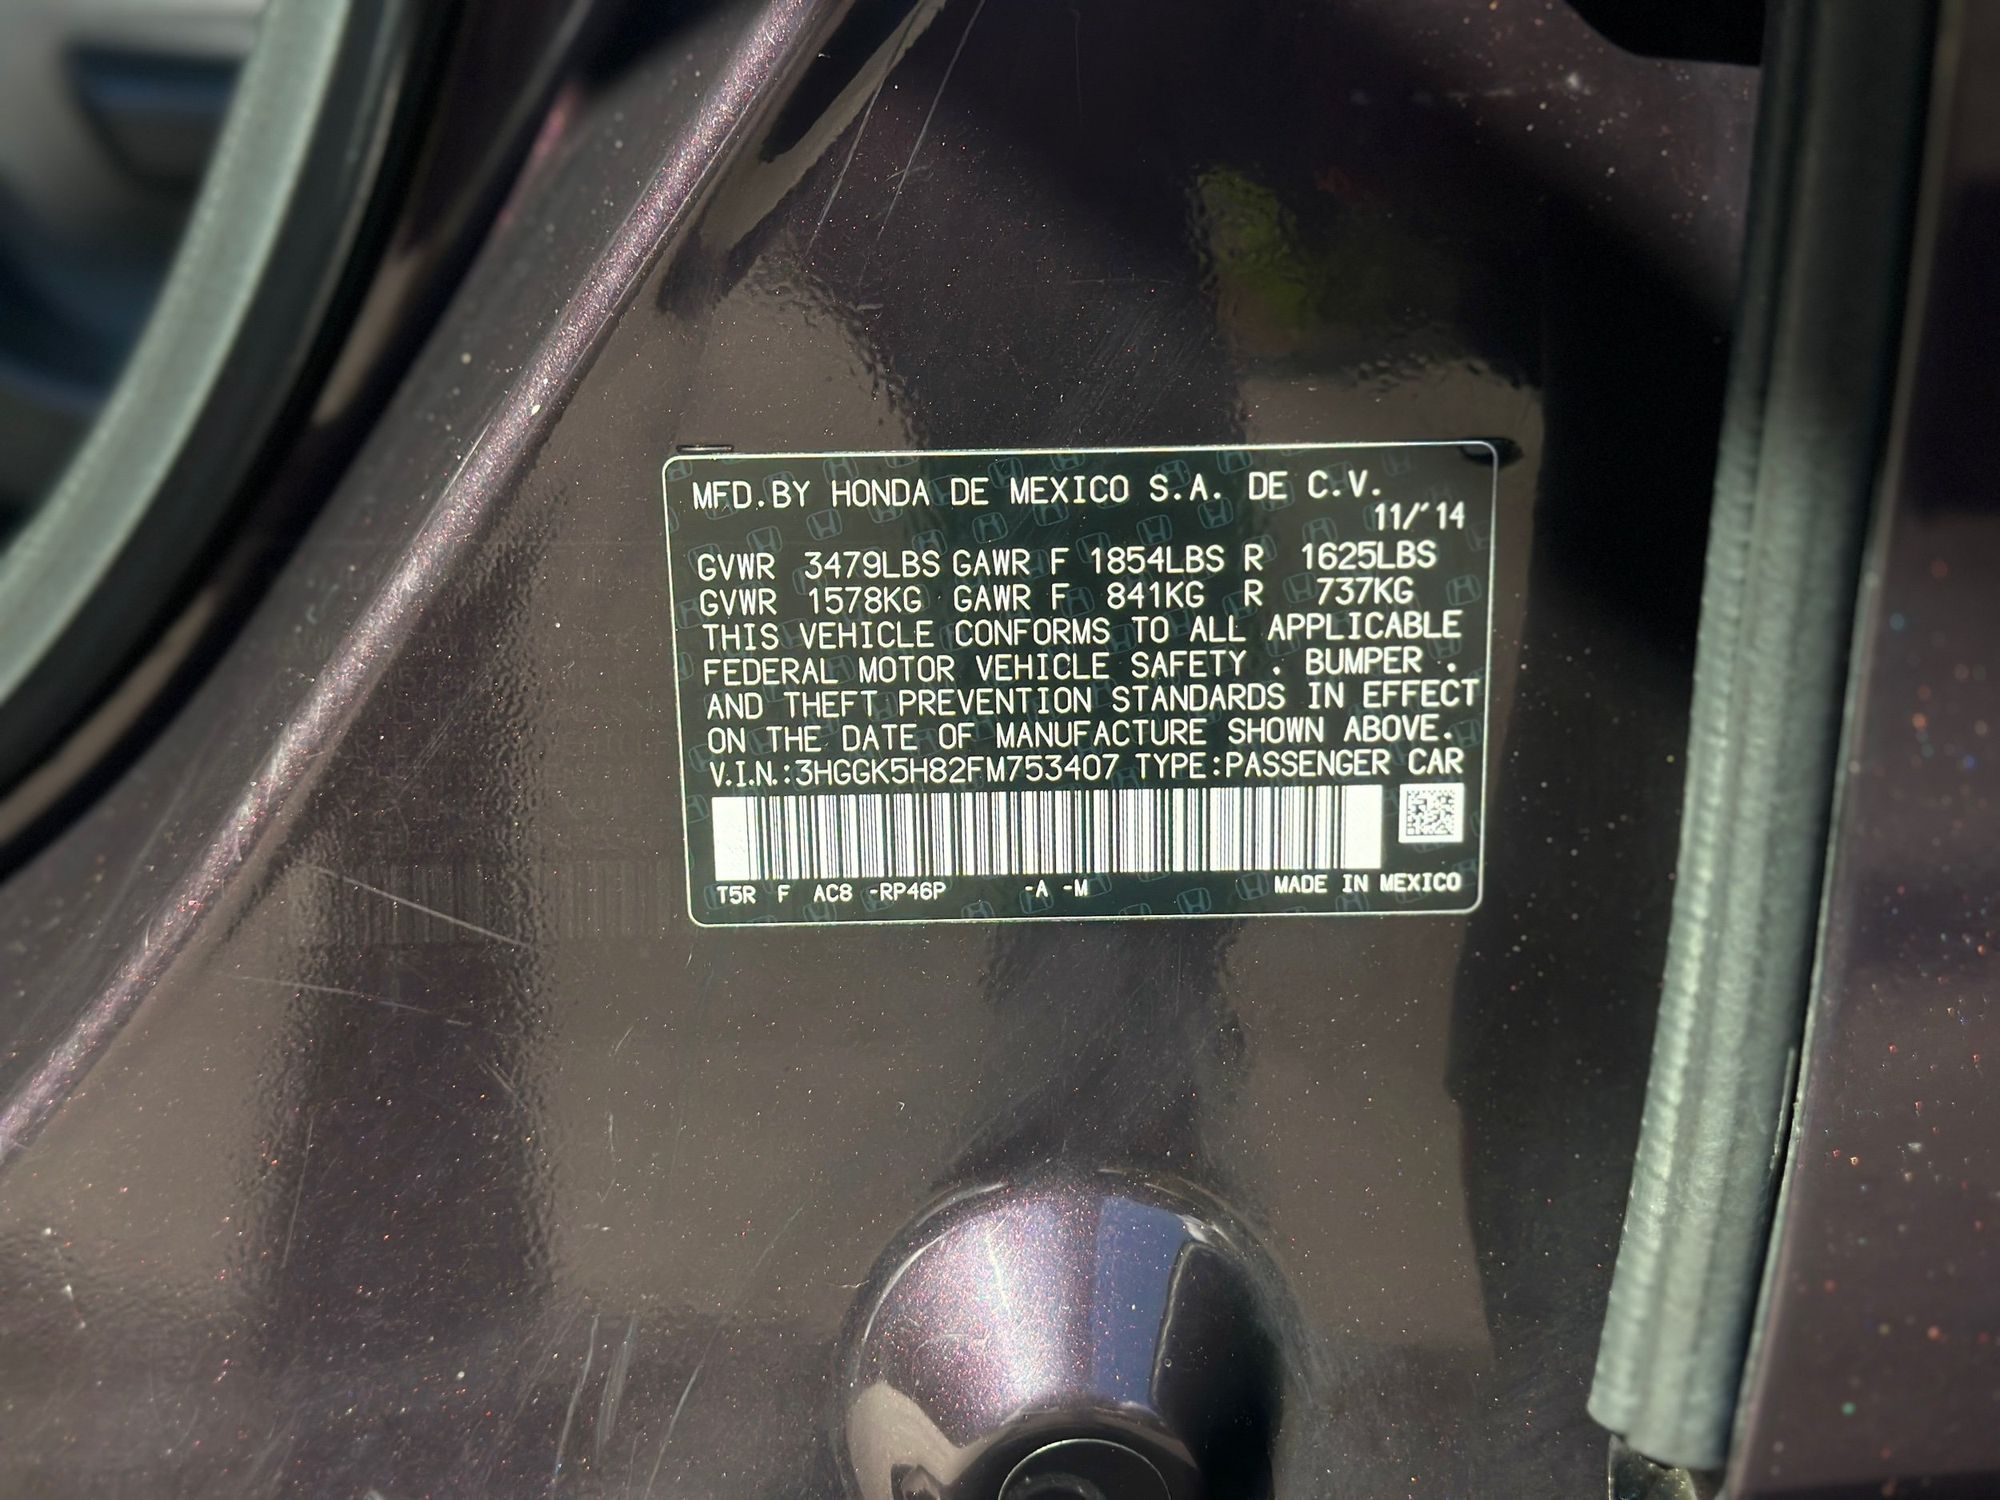 MFD.BY HONDA DE MEXICO S.A. DE C.V.
11/'14
GVWR 3479LBS GAWR F 1854LBS R 1625LBS
GVWR 1578KG GAWR F 841KG R 737KG
THIS VEHICLE CONFORMS TO ALL APPLICABLE
FEDERAL MOTOR VEHICLE SAFETY . BUMPER .
AND THEFT PREVENTION STANDARDS IN EFFECT
ON THE DATE OF MANUFACTURE SHOWN ABOVE.
V.I.N.:3HGGK5H82FM753407 TYPE:PASSENGER CAR
T5R F AC8 -RP46P -A -M MADE IN MEXICO